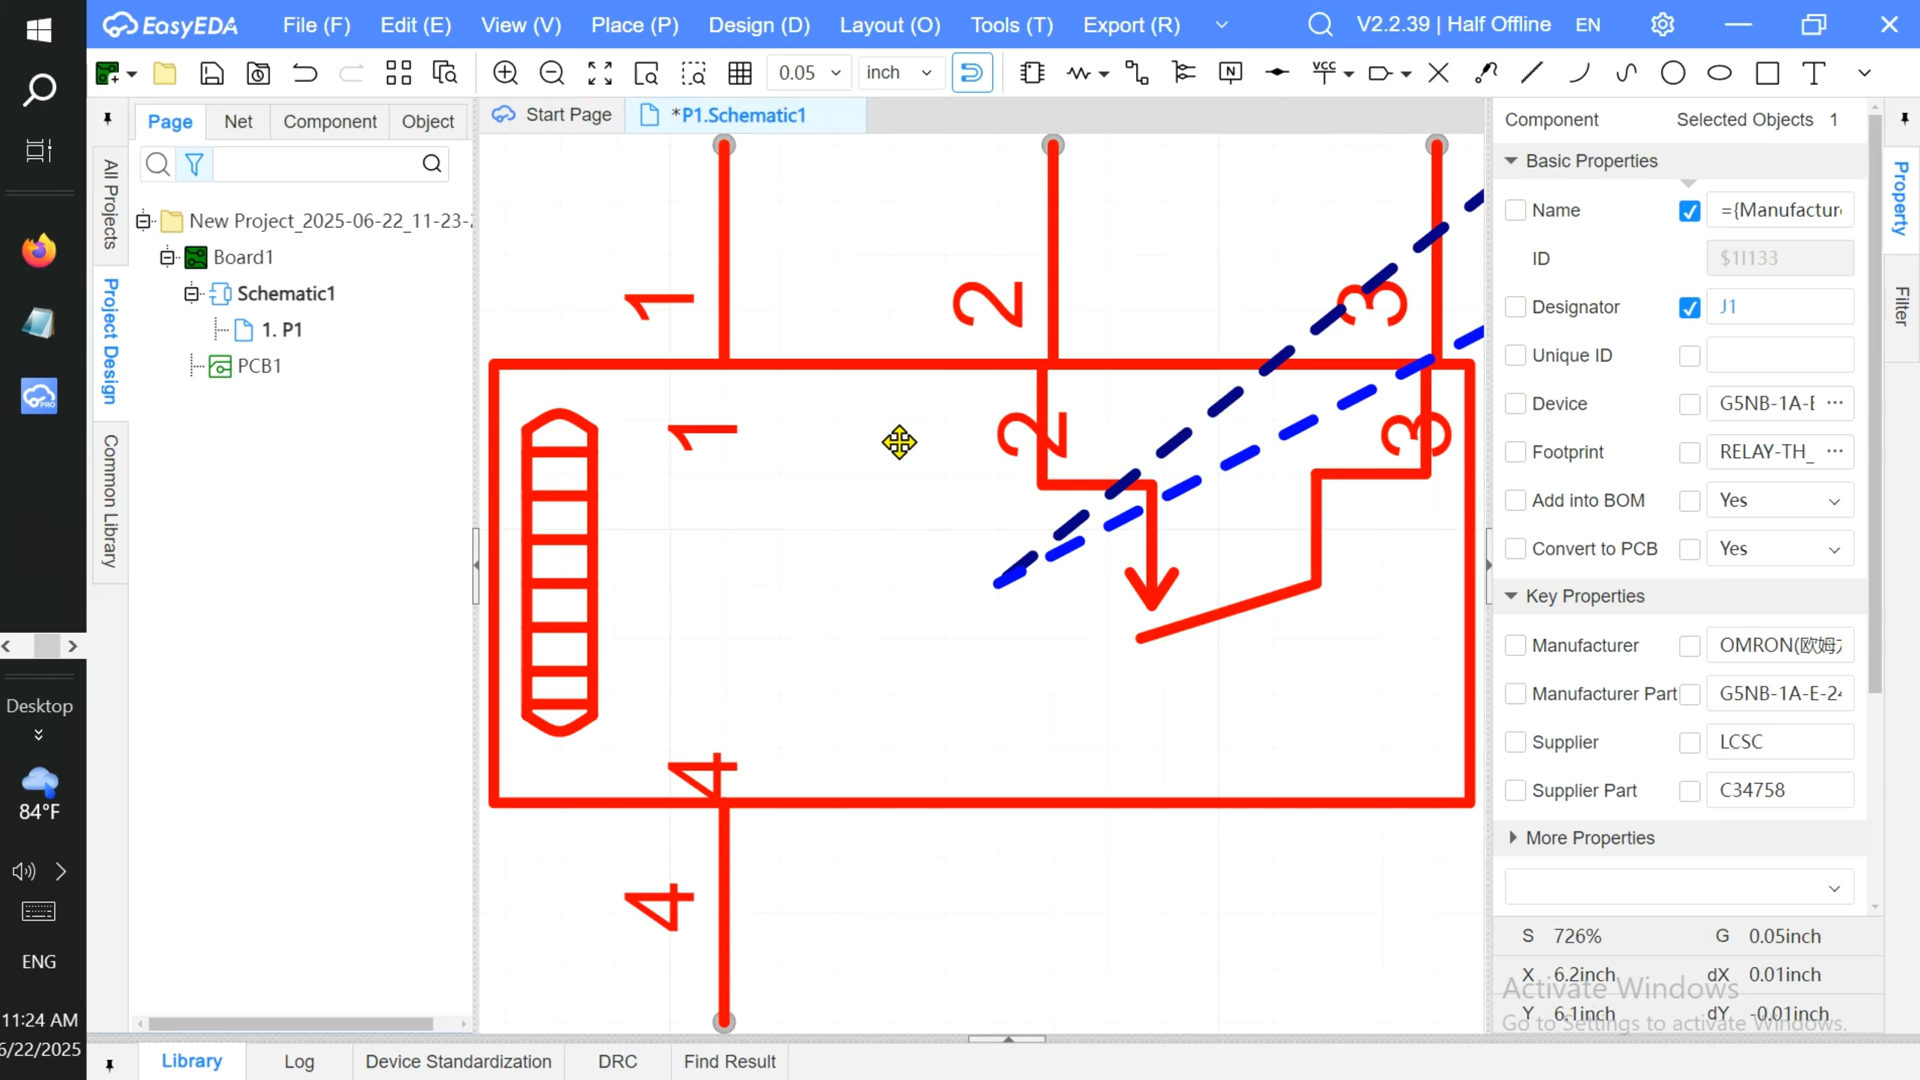 EasyEDA File (F) Edit (E) View (V) Place (P) Design (D) Layout (O) Tools (T) Export (R) V2.2.39 | Half Offline EN
0.05 inch N VCC T
Page Net Component Object
Start Page *P1.Schematic1
Component Selected Objects 1
All Projects
Project Design
Common Library
New Project_2025-06-22_11-23-
Board1
Schematic1
1. P1
PCB1
1 2 3
1 2 3
4
4
Basic Properties
Name ={Manufacture
ID $1I133
Designator J1
Unique ID
Device G5NB-1A-E ...
Footprint RELAY-TH_ ...
Add into BOM Yes
Convert to PCB Yes
Key Properties
Manufacturer OMRON(欧姆
Manufacturer Part G5NB-1A-E-24
Supplier LCSC
Supplier Part C34758
More Properties
S 726% G 0.05inch
X 6.2inch dX 0.01inch
Y 6.1inch dY -0.01inch
Activate Windows
Go to Settings to activate Windows.
Property
Filter
PRO
Desktop
84°F
ENG
11:24 AM
6/22/2025
Library Log Device Standardization DRC Find Result